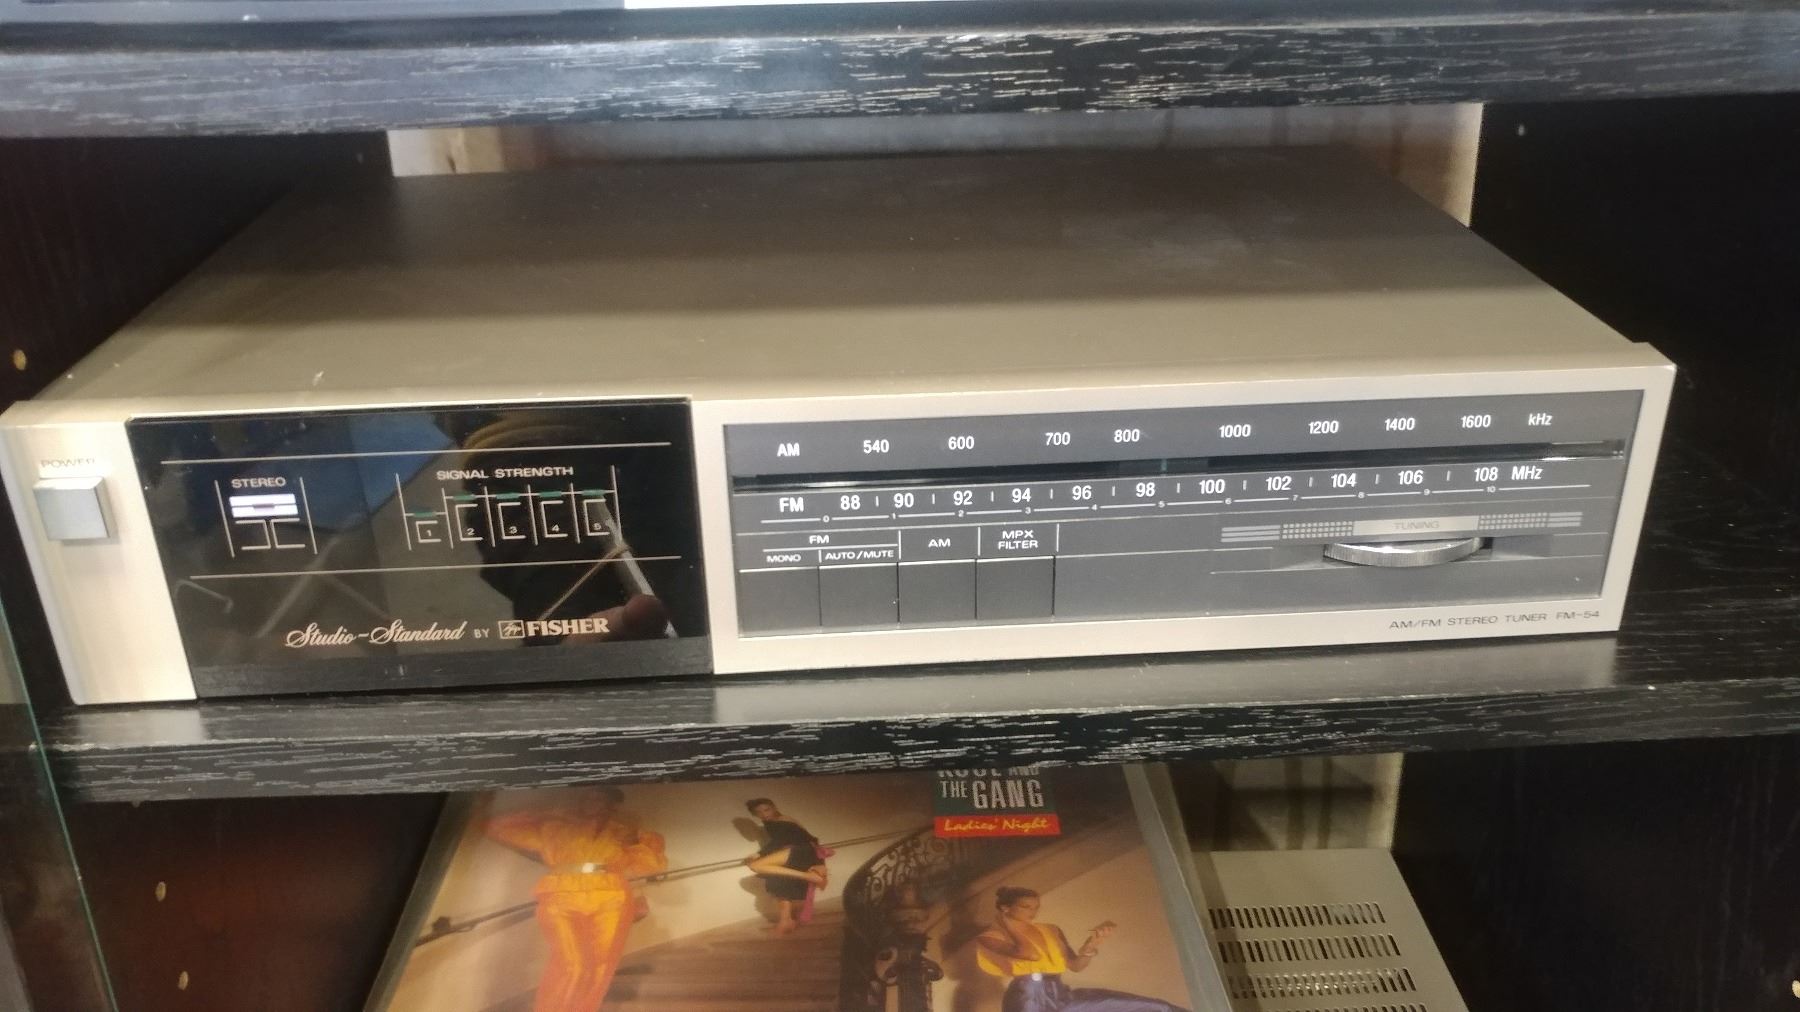 POWER
STEREO
SIGNAL STRENGTH
1 2 3 4 5
Studio-Standard BY FISHER
AM 540 600 700 800 1000 1200 1400 1600 kHz
FM 88 90 92 94 96 98 100 102 104 106 108 MHz
0 1 2 3 4 5 6 7 8 9 10
TUNING
FM
MONO AUTO/MUTE
AM
MPX
FILTER
AM/FM STEREO TUNER FM-54
KOOL AND
THE GANG
Ladies' Night